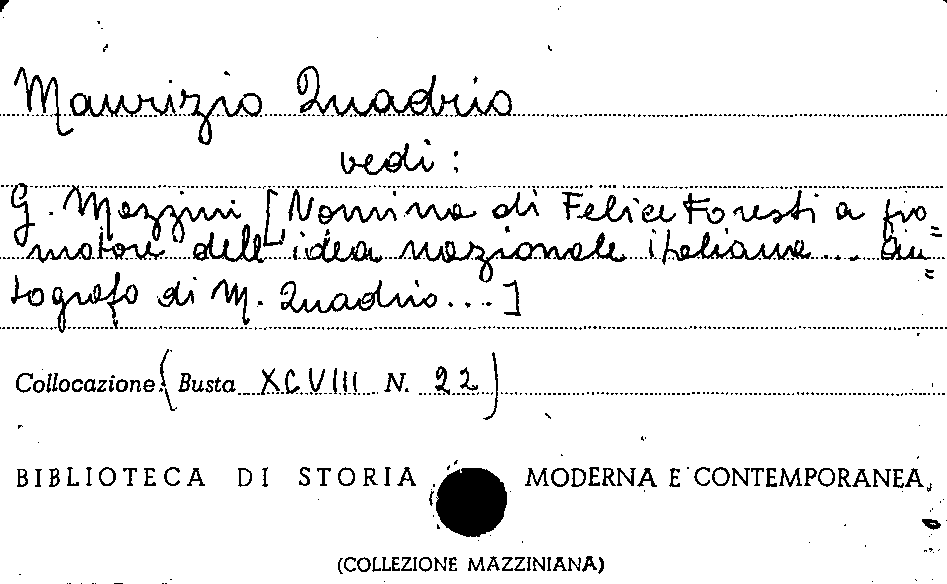 Maurizio Quadrio
vedi:
G. Mazzini [Nomina di Felice Foresti a pro=
motore dell'idea nazionale italiana... Au=
tografo di M. Quadrio...]
Collocazione: (Busta XCVIII N. 22)
BIBLIOTECA DI STORIA MODERNA E CONTEMPORANEA
(COLLEZIONE MAZZINIANA)